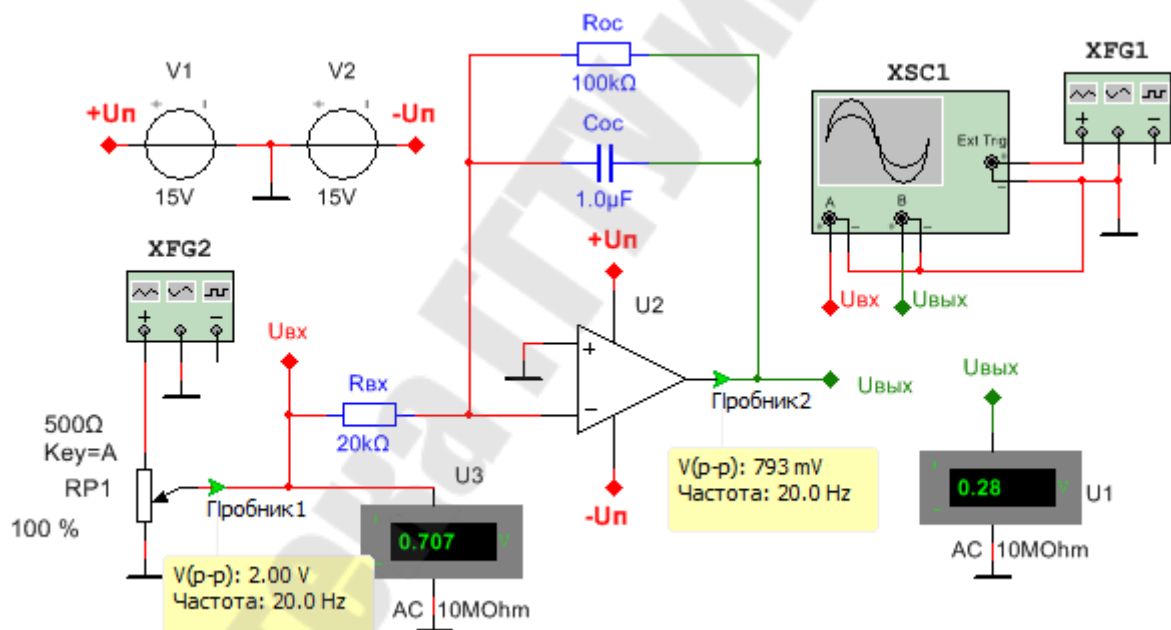 Roc
100kΩ
Coc
1.0µF
V1
V2
+Uп
-Uп
15V
15V
XSC1
XFG1
Ext Trig
A
B
Uвх
Uвых
XFG2
+Uп
U2
Uвх
Rвх
20kΩ
Пробник2
Uвых
Uвых
500Ω
Key=A
RP1
100 %
Пробник1
U3
-Uп
V(p-p): 793 mV
Частота: 20.0 Hz
0.28
V
U1
AC
10MOhm
0.707
V
V(p-p): 2.00 V
Частота: 20.0 Hz
AC
10MOhm